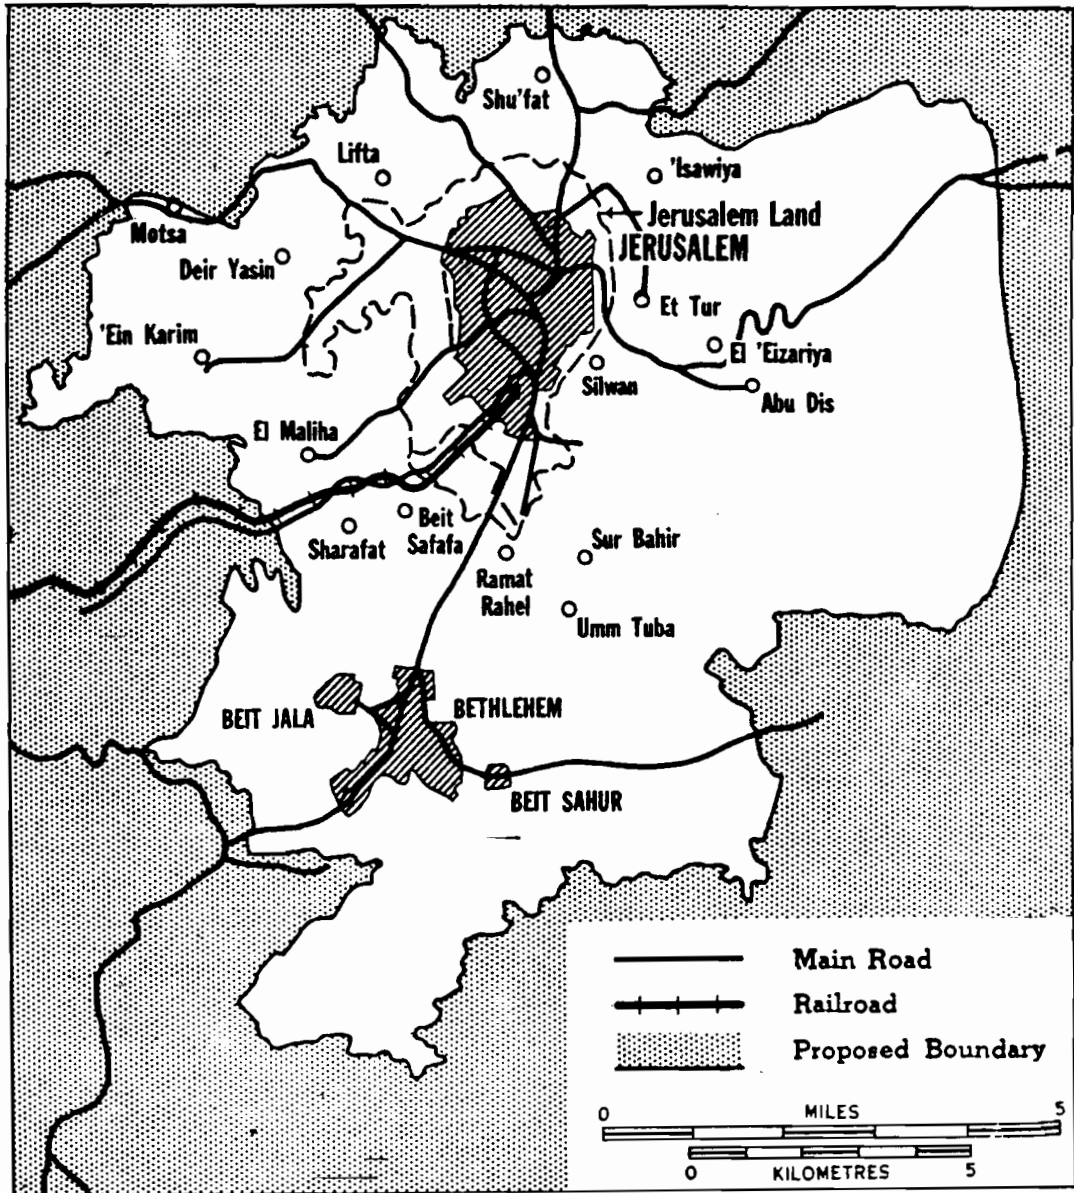 Shu'fat
Lifta
'Isawiya
Jerusalem Land
JERUSALEM
Motsa
Deir Yasin
Et Tur
'Ein Karim
El 'Eizariya
Silwan
Abu Dis
El Maliha
Beit
Safafa
Sharafat
Sur Bahir
Ramat
Rahel
Umm Tuba
BEIT JALA
BETHLEHEM
BEIT SAHUR
Main Road
Railroad
Proposed Boundary
0 MILES 5
0 KILOMETRES 5